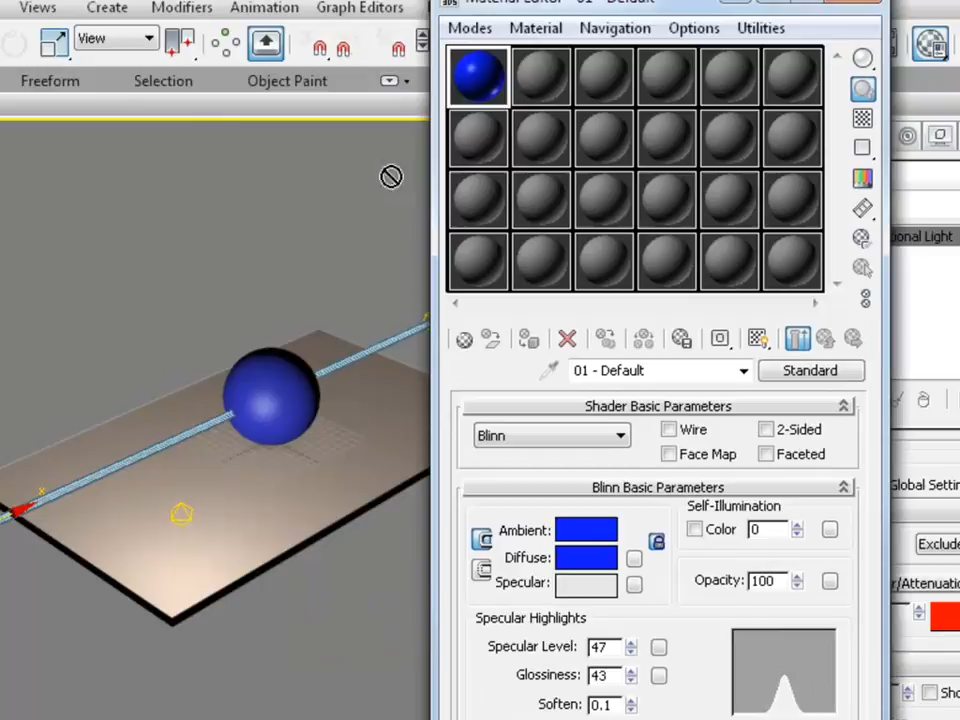 Views Create Modifiers Animation Graph Editors
View
Freeform Selection Object Paint
Modes Material Navigation Options Utilities
01 - Default
Standard
Shader Basic Parameters
Blinn
Wire
2-Sided
Face Map
Faceted
Blinn Basic Parameters
Ambient:
Diffuse:
Specular:
Self-Illumination
Color 0
Opacity: 100
Specular Highlights
Specular Level: 47
Glossiness: 43
Soften: 0.1
ional Light
Global Settin
Exclude
r/Attenuatio
Sho